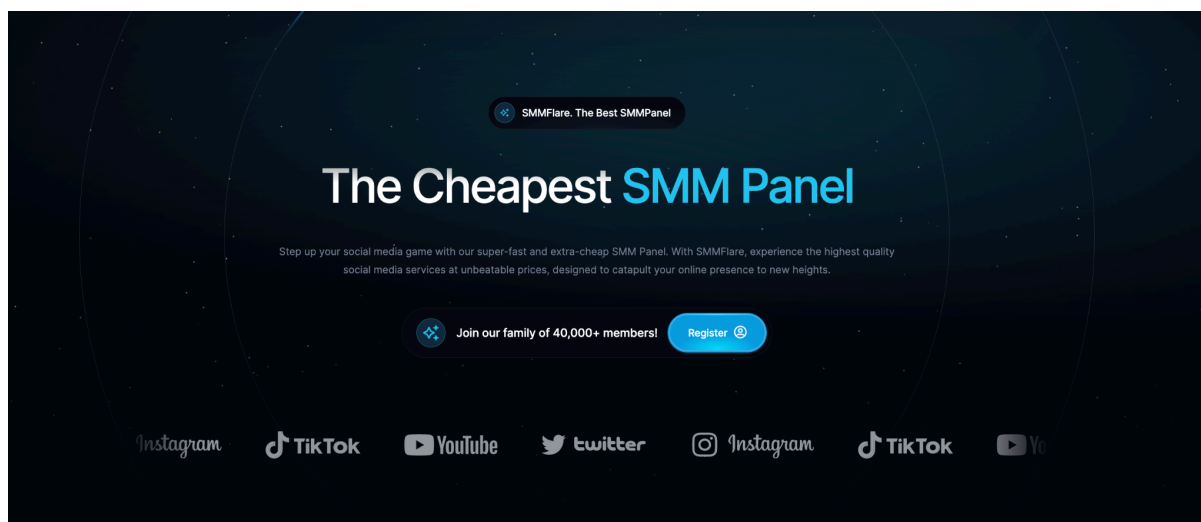 SMMFlare. The Best SMMPanel
The Cheapest SMM Panel
Step up your social media game with our super-fast and extra-cheap SMM Panel. With SMMFlare, experience the highest quality
social media services at unbeatable prices, designed to catapult your online presence to new heights.
Join our family of 40,000+ members! Register
Instagram TikTok YouTube twitter Instagram TikTok Yo